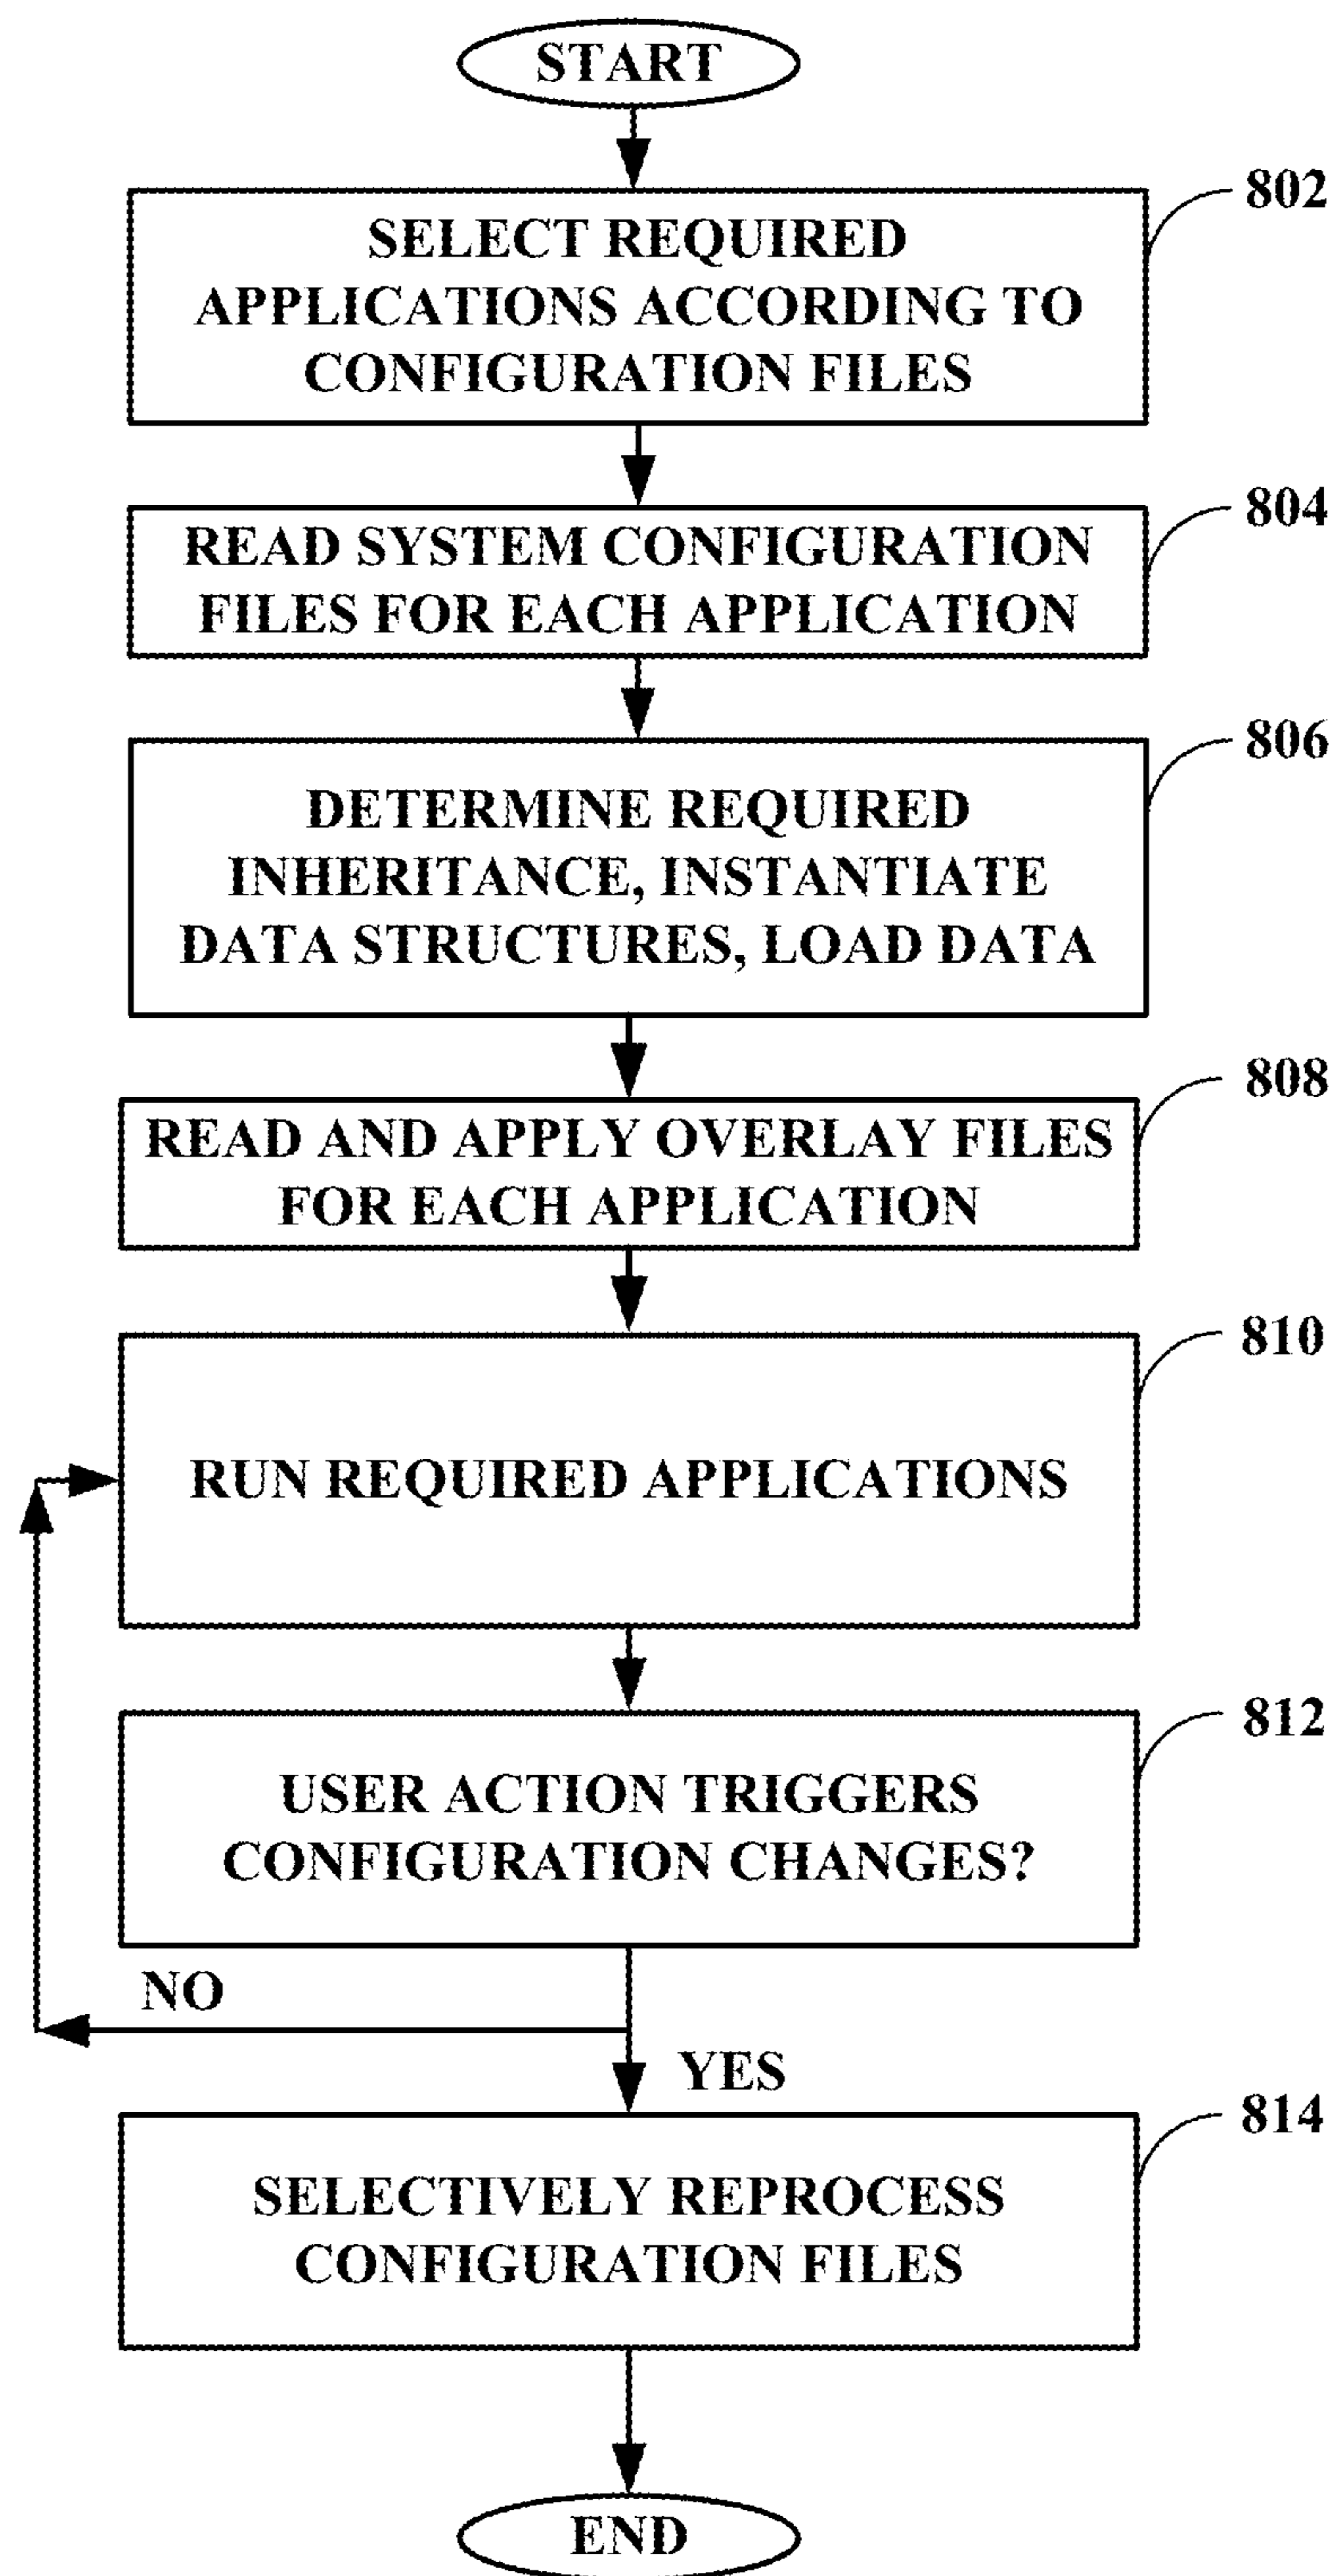 START
802
SELECT REQUIRED
APPLICATIONS ACCORDING TO
CONFIGURATION FILES
804
READ SYSTEM CONFIGURATION
FILES FOR EACH APPLICATION
806
DETERMINE REQUIRED
INHERITANCE, INSTANTIATE
DATA STRUCTURES, LOAD DATA
808
READ AND APPLY OVERLAY FILES
FOR EACH APPLICATION
810
RUN REQUIRED APPLICATIONS
812
USER ACTION TRIGGERS
CONFIGURATION CHANGES?
NO
YES
814
SELECTIVELY REPROCESS
CONFIGURATION FILES
END